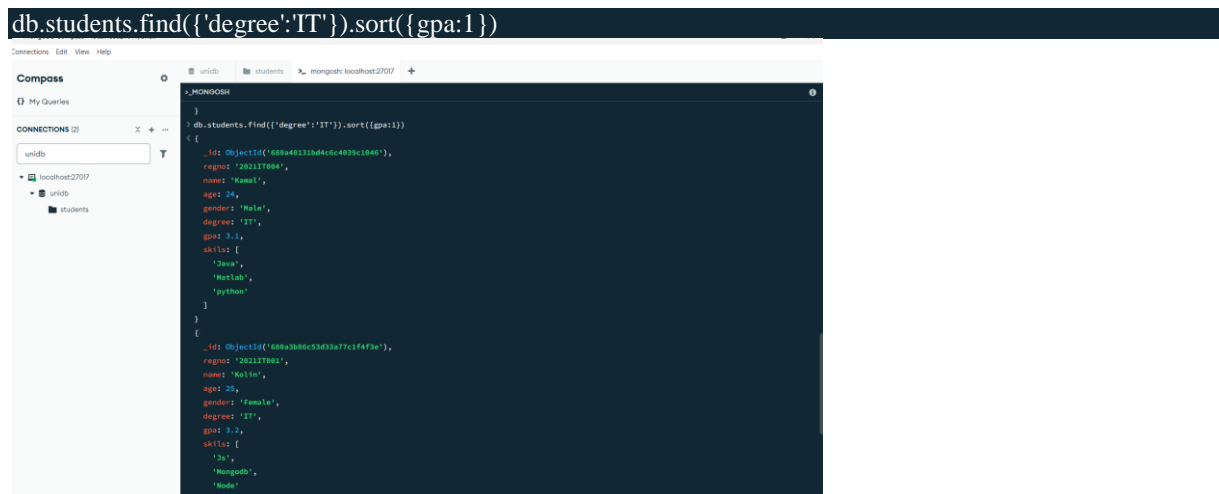 db.students.find({'degree':'IT'}).sort({gpa:1})
Connections Edit View Help
Compass
My Queries
CONNECTIONS (2)
unidb
localhost:27017
unidb
students
unidb students >_ mongosh: localhost:27017 +
>_MONGOSH
}
> db.students.find({'degree':'IT'}).sort({gpa:1})
< {
_id: ObjectId('680a40131bd4c6c4039c1046'),
regno: '2021IT004',
name: 'Kamal',
age: 24,
gender: 'Male',
degree: 'IT',
gpa: 3.1,
skils: [
'Java',
'Matlab',
'python'
]
}
{
_id: ObjectId('680a3b86c53d33a77c1f4f3e'),
regno: '2021IT001',
name: 'Kolin',
age: 25,
gender: 'Female',
degree: 'IT',
gpa: 3.2,
skils: [
'Js',
'Mongodb',
'Node'